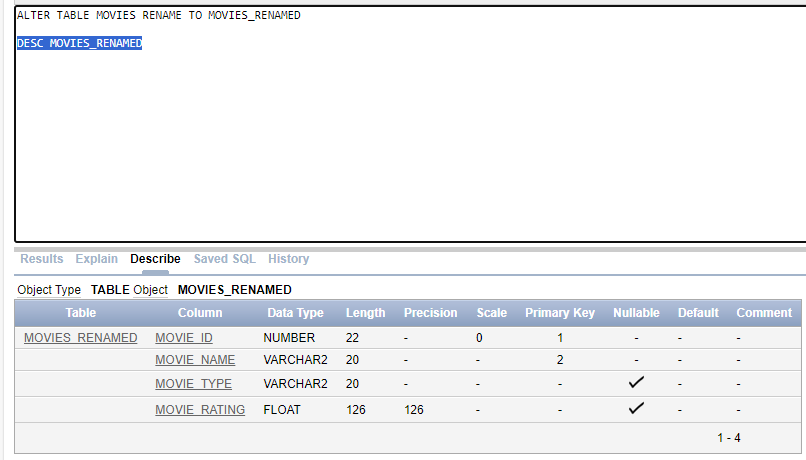 ALTER TABLE MOVIES RENAME TO MOVIES_RENAMED
DESC MOVIES_RENAMED
Results Explain Describe Saved SQL History
Object Type TABLE Object MOVIES_RENAMED
Table Column Data Type Length Precision Scale Primary Key Nullable Default Comment
MOVIES_RENAMED MOVIE_ID NUMBER 22 - 0 1 - - -
MOVIE_NAME VARCHAR2 20 - - 2 - - -
MOVIE_TYPE VARCHAR2 20 - - - ✓ - -
MOVIE_RATING FLOAT 126 126 - - ✓ - -
1 - 4